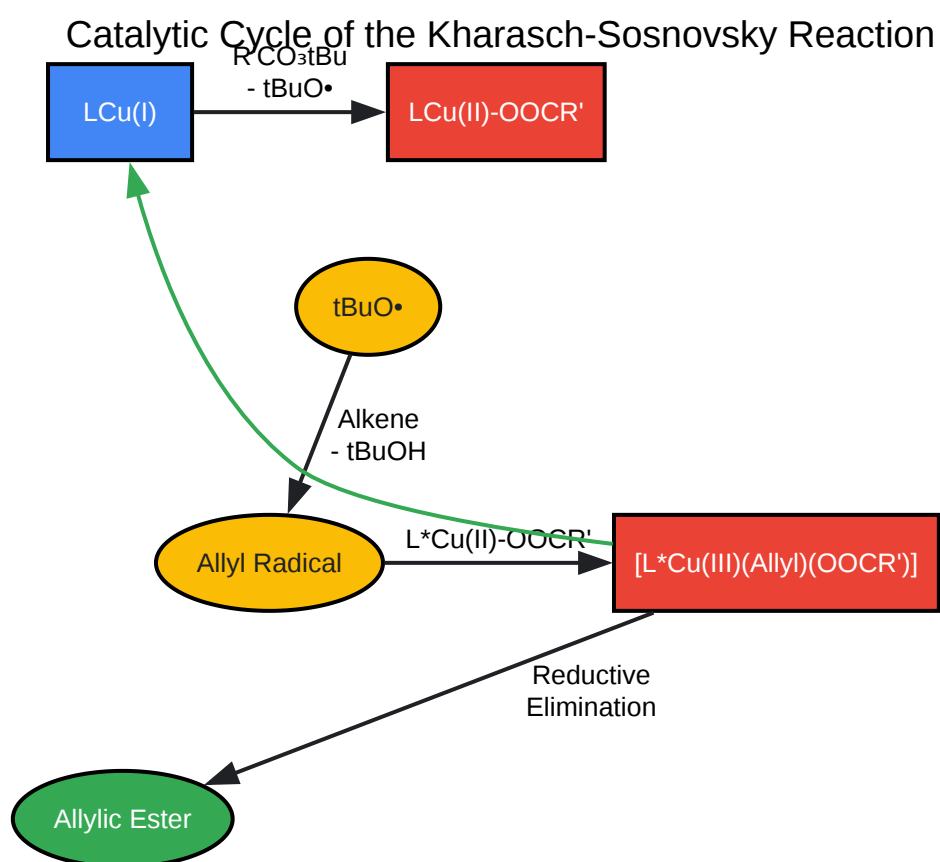 Catalytic Cycle of the Kharasch-Sosnovsky Reaction
R'CO₃tBu
- tBuO•
LCu(I)
LCu(II)-OOCR'
tBuO•
Alkene
- tBuOH
L*Cu(II)-OOCR'
Allyl Radical
[L*Cu(III)(Allyl)(OOCR')]
Reductive
Elimination
Allylic Ester